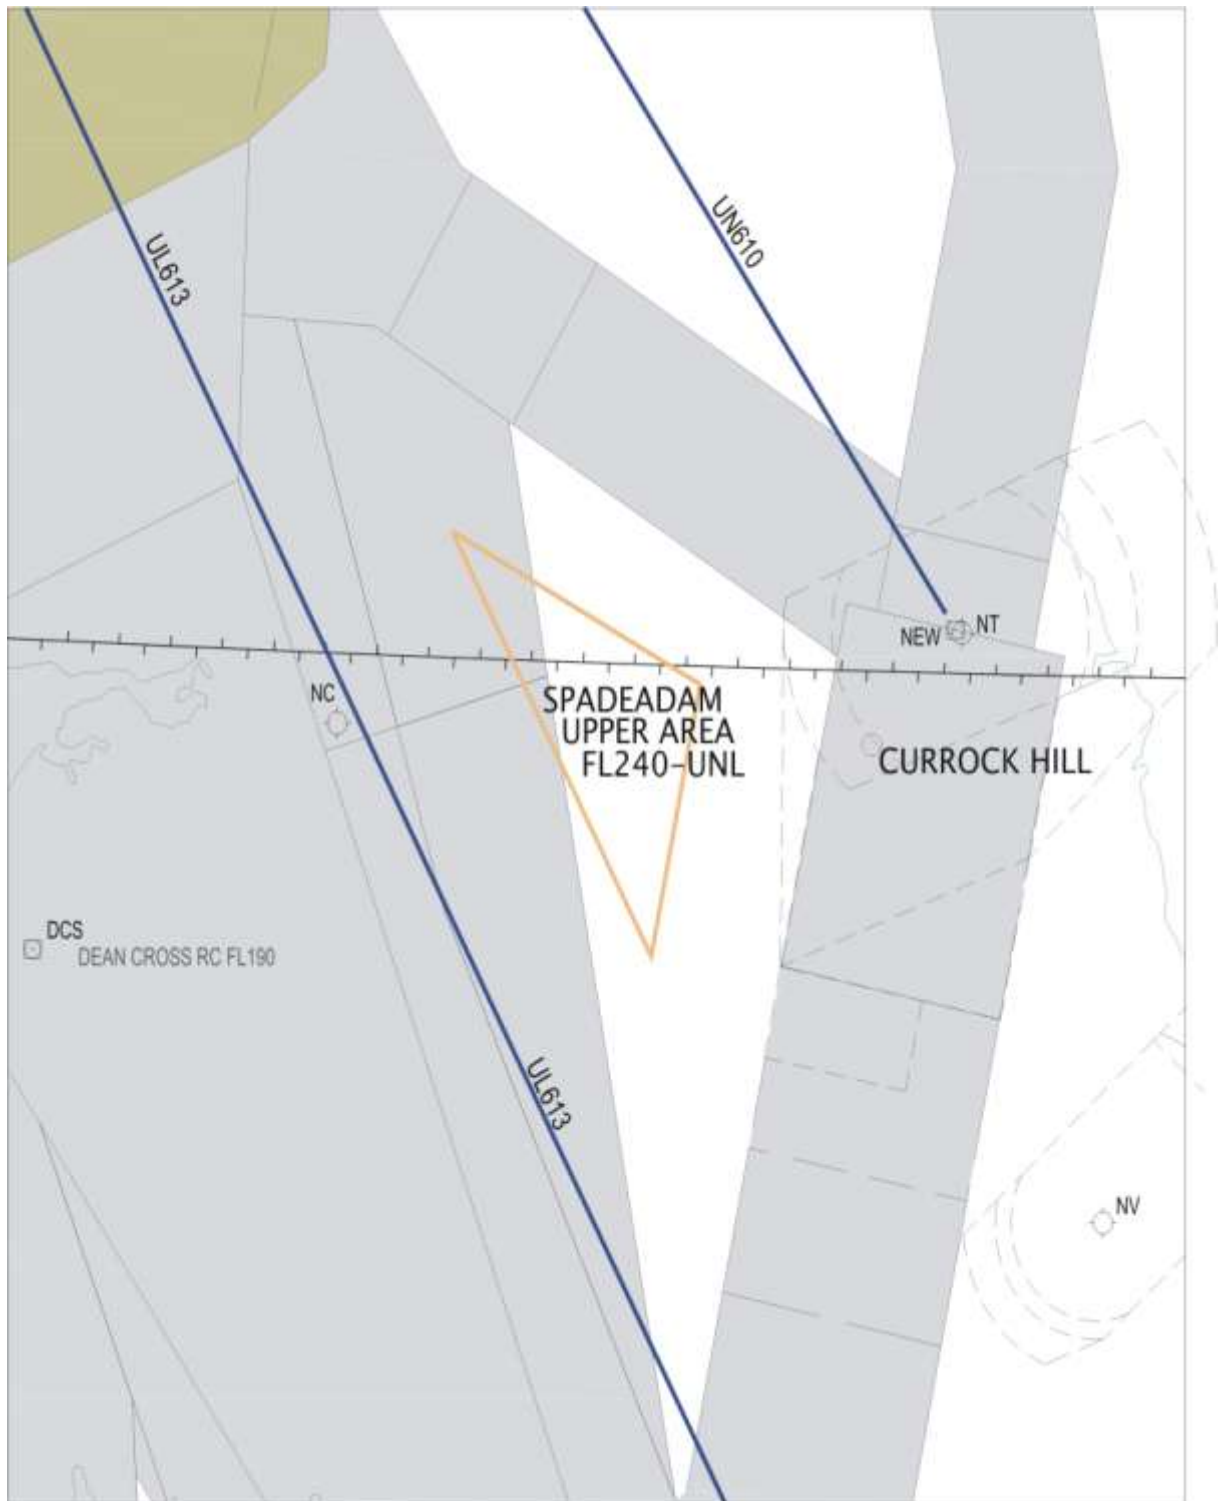 UN610
UL613
NEW
NT
NC
SPADEADAM
UPPER AREA
FL240-UNL
CURROCK HILL
DCS
DEAN CROSS RC FL190
UL613
NV